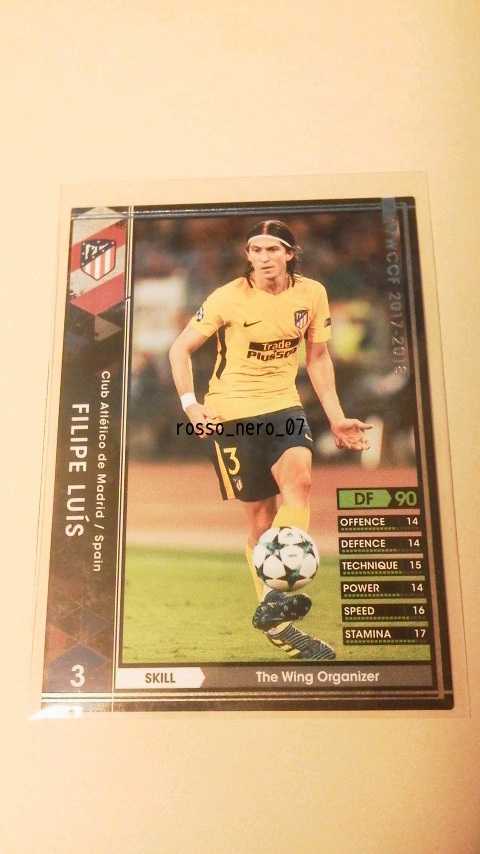 WCCF 2017-2018
Club Atlético de Madrid / Spain
FILIPE LUÍS
3
Trade
Plus500
rosso_nero_07
3
DF 90
OFFENCE 14
DEFENCE 14
TECHNIQUE 15
POWER 14
SPEED 16
STAMINA 17
SKILL The Wing Organizer